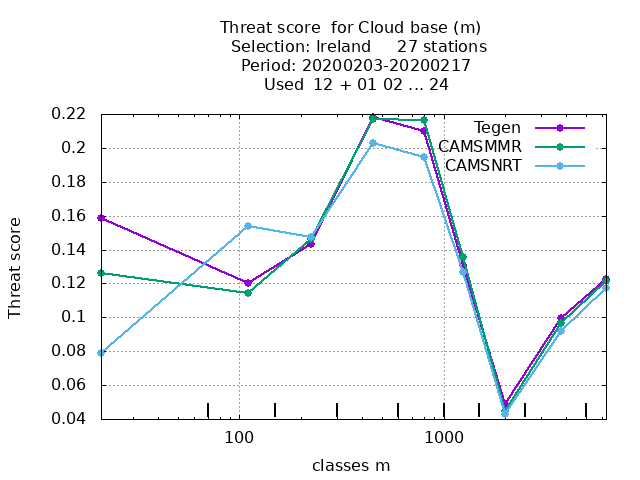 Threat score  for Cloud base (m)
Selection: Ireland     27 stations
Period: 20200203-20200217
Used  12 + 01 02 ... 24
Threat score
0.22
0.2
0.18
0.16
0.14
0.12
0.1
0.08
0.06
0.04
Tegen
CAMSMMR
CAMSNRT
100
1000
classes m